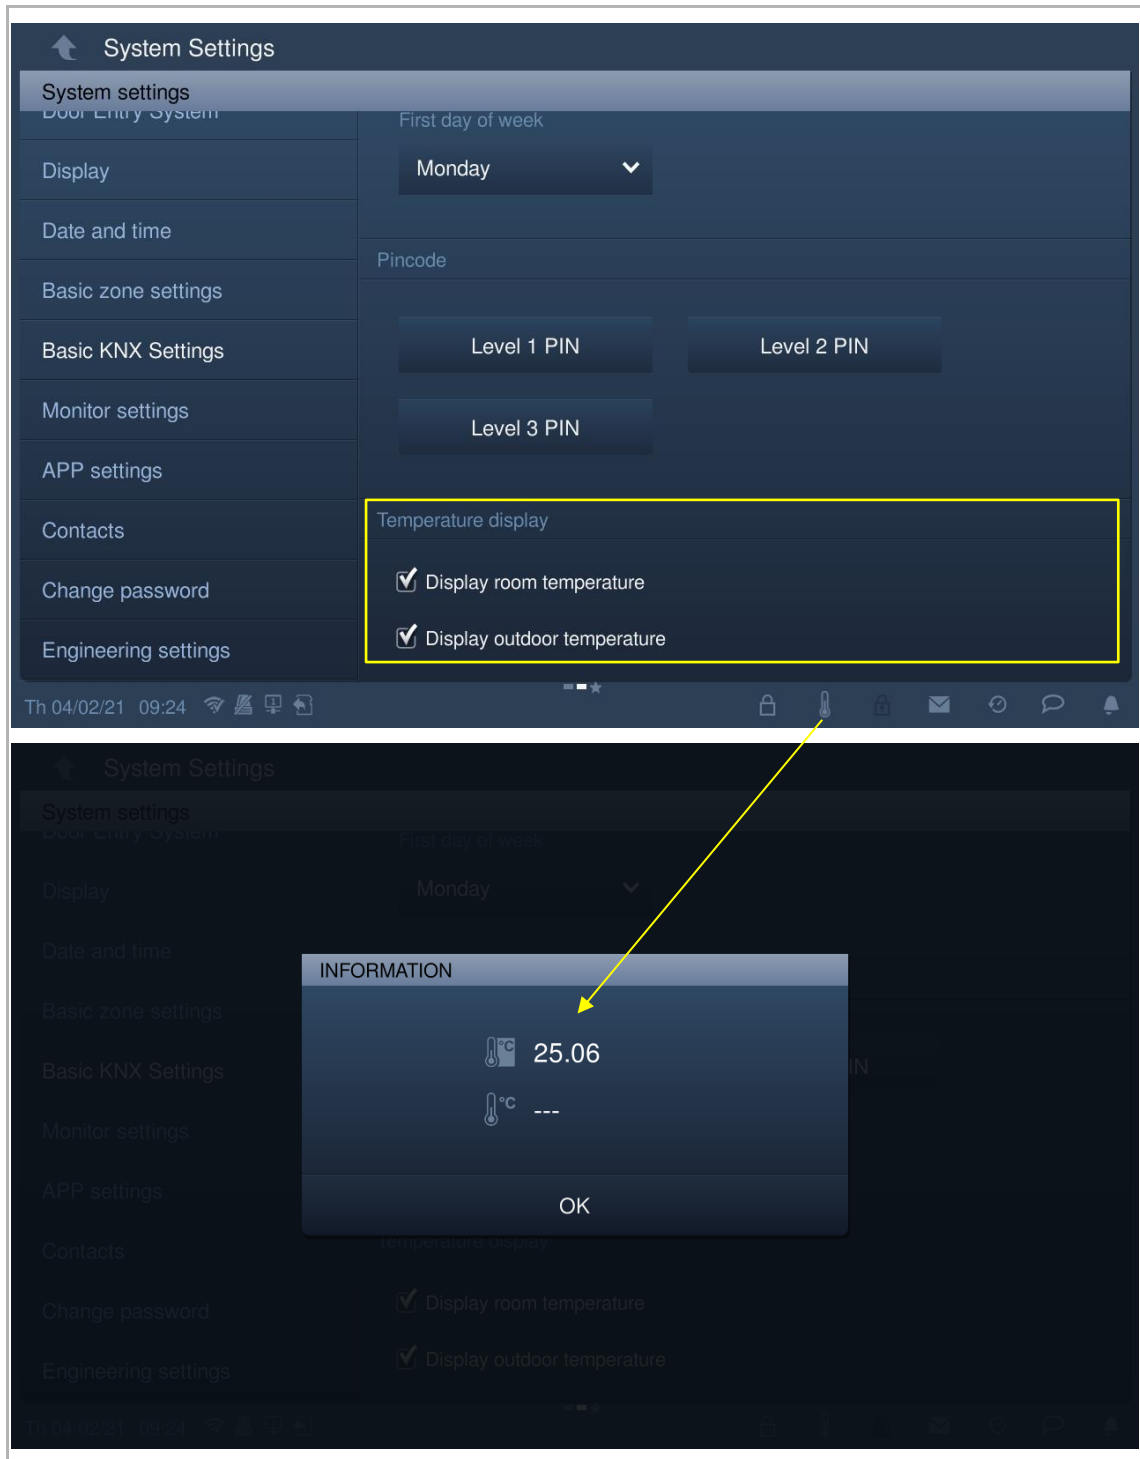 System Settings
System settings
Door Entry System
First day of week
Display
Monday
Date and time
Pincode
Basic zone settings
Basic KNX Settings
Level 1 PIN
Level 2 PIN
Monitor settings
Level 3 PIN
APP settings
Temperature display
Contacts
Display room temperature
Change password
Display outdoor temperature
Engineering settings
Th 04/02/21 09:24
System Settings
System settings
Door Entry System
First day of week
Display
Monday
Date and time
INFORMATION
Basic zone settings
°C 25.06
Basic KNX Settings
IN
°C ---
Monitor settings
APP settings
OK
Contacts
Temperature display
Change password
Display room temperature
Display outdoor temperature
Engineering settings
Th 04/02/21 09:24